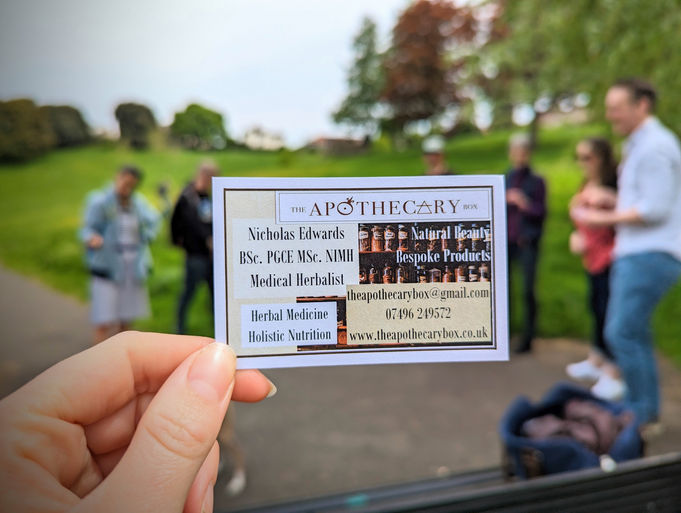 THE APOTHECARY BOX
Nicholas Edwards
BSc. PGCE MSc. NIMH
Medical Herbalist
Natural Beauty
Bespoke Products
Herbal Medicine
Holistic Nutrition
theapothecarybox@gmail.com
07496 249572
www.theapothecarybox.co.uk